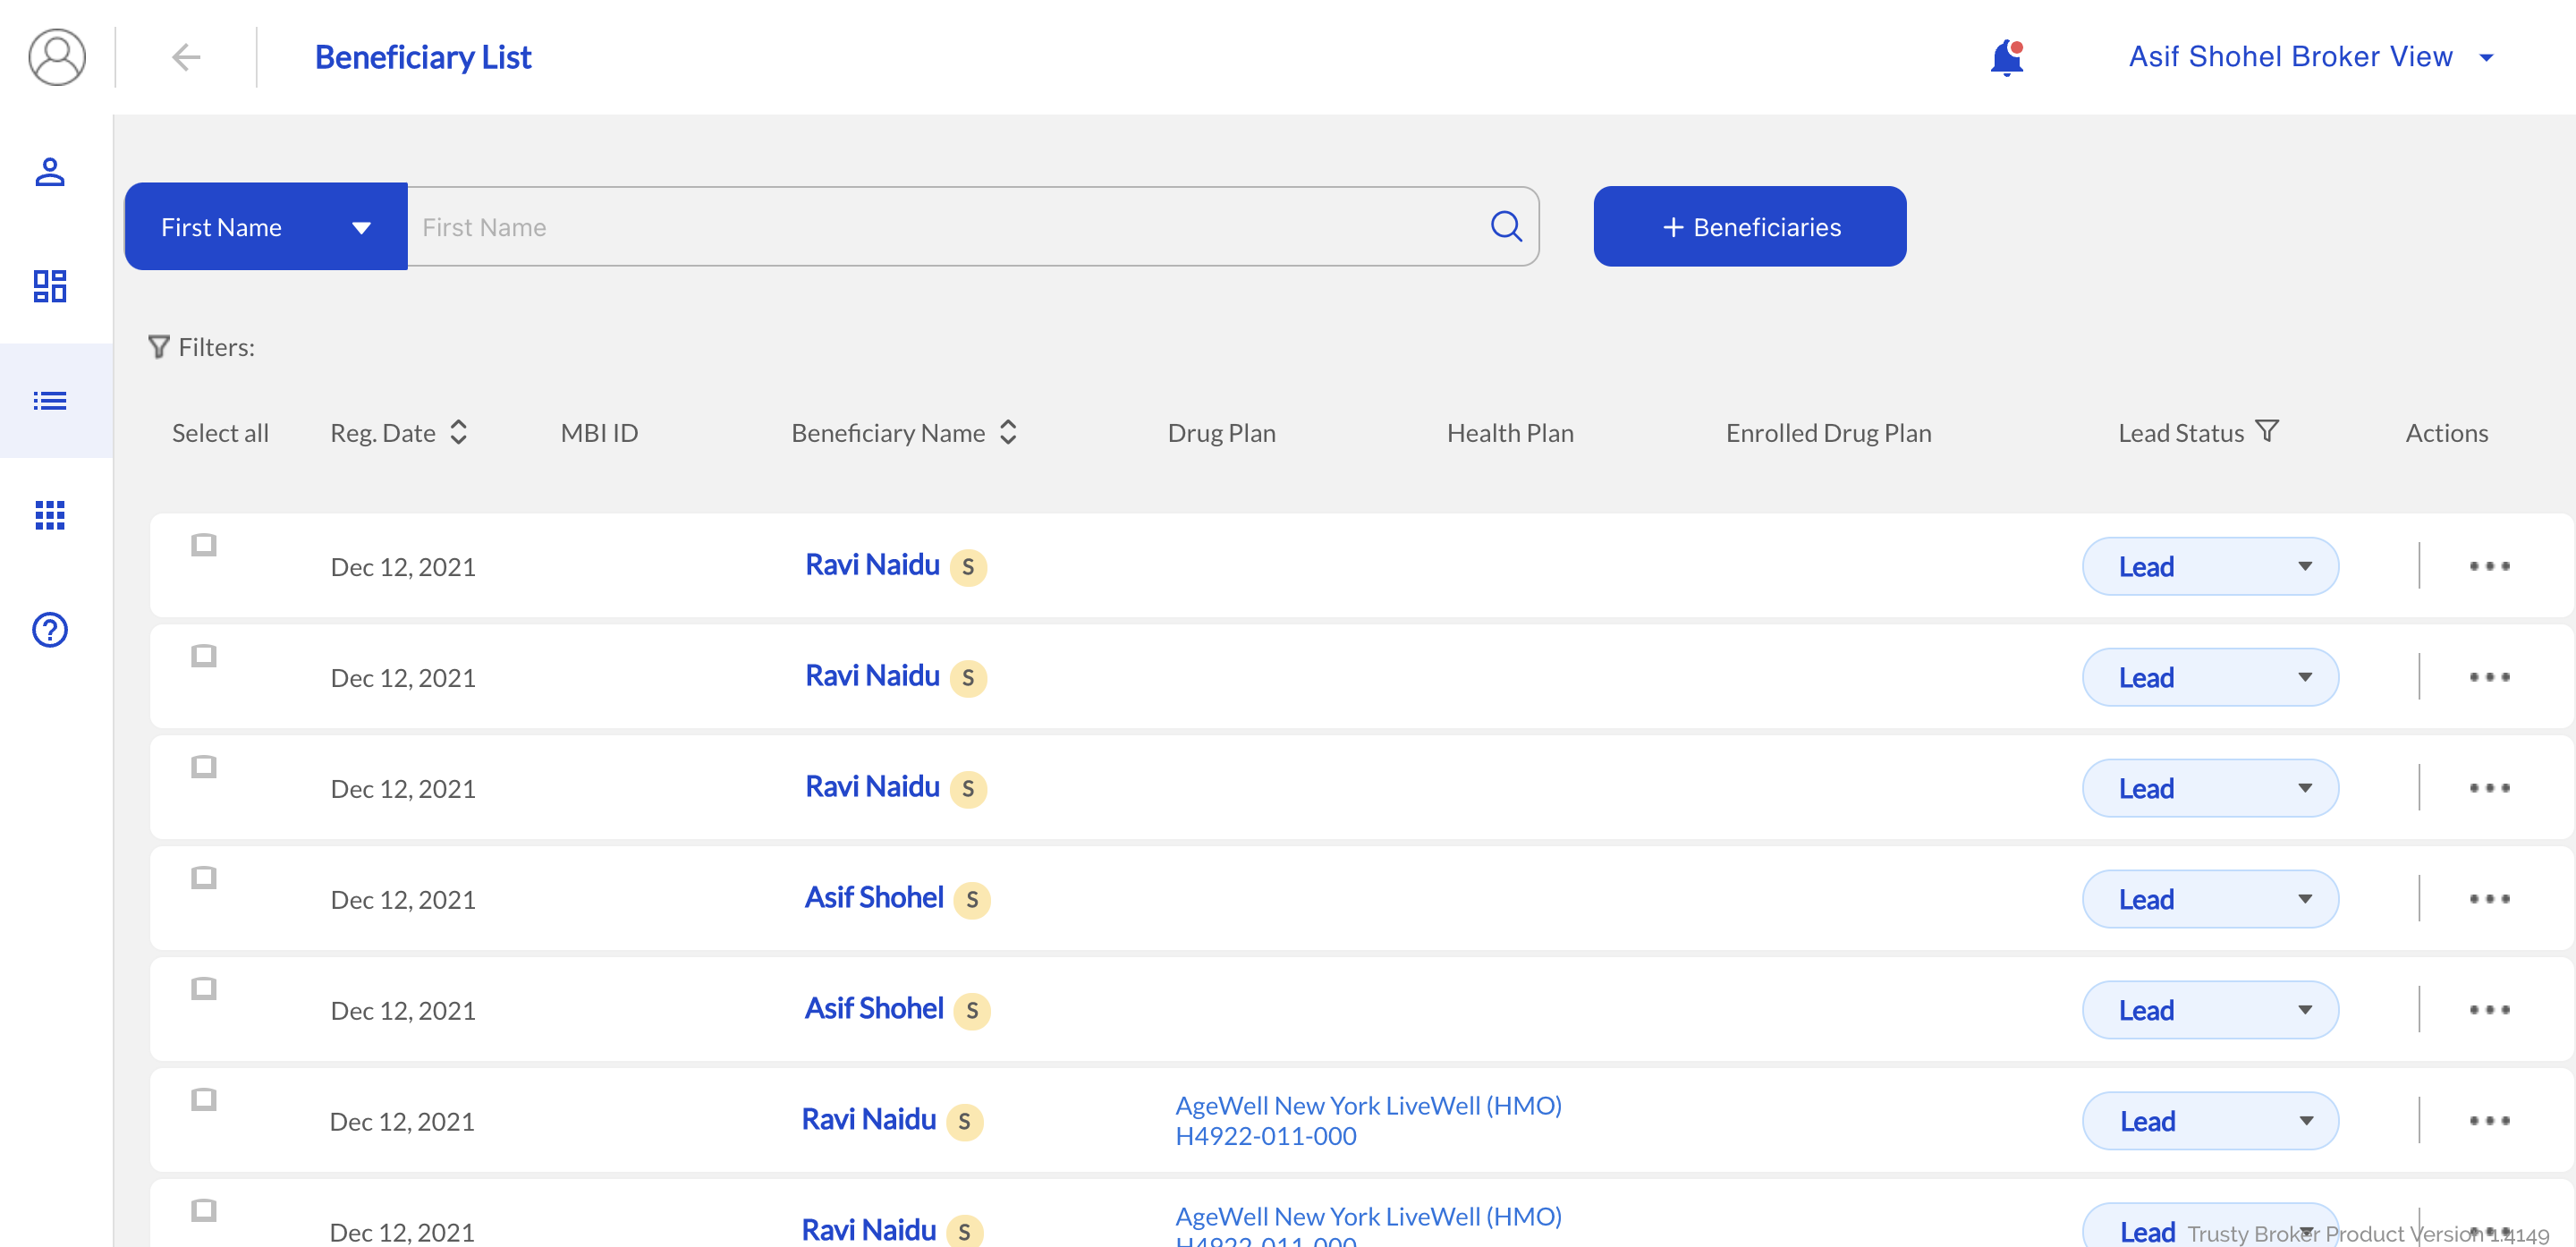 Beneficiary List
Asif Shohel Broker View
First Name
First Name
+ Beneficiaries
Filters:
Select all Reg. Date MBI ID Beneficiary Name Drug Plan Health Plan Enrolled Drug Plan Lead Status Actions
Dec 12, 2021 Ravi Naidu S Lead
Dec 12, 2021 Ravi Naidu S Lead
Dec 12, 2021 Ravi Naidu S Lead
Dec 12, 2021 Asif Shohel S Lead
Dec 12, 2021 Asif Shohel S Lead
Dec 12, 2021 Ravi Naidu S AgeWell New York LiveWell (HMO) Lead
H4922-011-000
Dec 12, 2021 Ravi Naidu S AgeWell New York LiveWell (HMO) Lead
H4922-011-000
Trusty Broker Product Version 1.4149